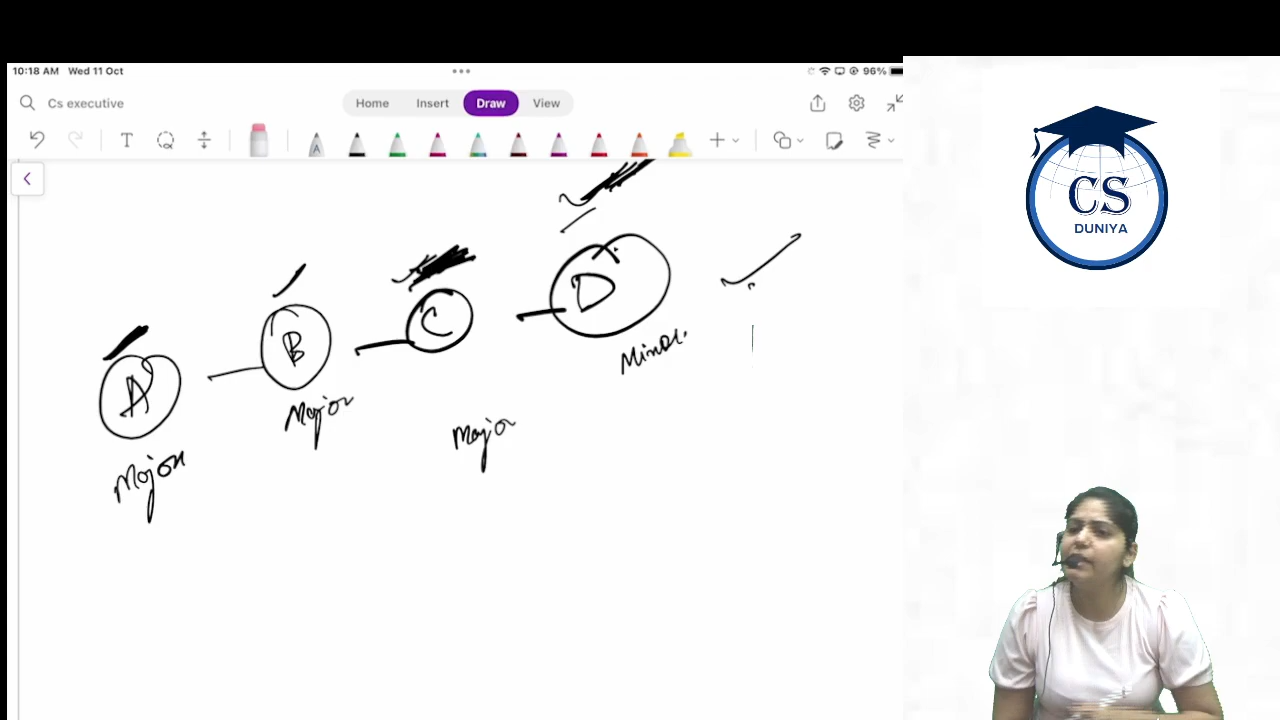 10:18 AM Wed 11 Oct
96%
Cs executive
Home Insert Draw View
T
A
CS
DUNIYA
A
B
C
D
Major
Major
Major
Minor